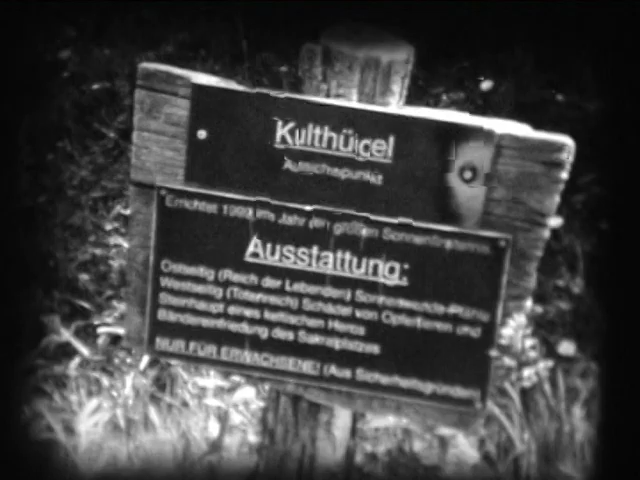 Kulthügel
Aussichtspunkt
Errichtet 1999 im Jahr der großen Sonnenfinsternis
Ausstattung:
Ostseitig (Reich der Lebenden) Sonnenwende-Pfähle
Westseitig (Totenreich) Schädel von Opfertieren und
Steinhaupt eines keltischen Heros
Bändereinfriedung des Sakralplatzes
NUR FÜR ERWACHSENE! (Aus Sicherheitsgründen)